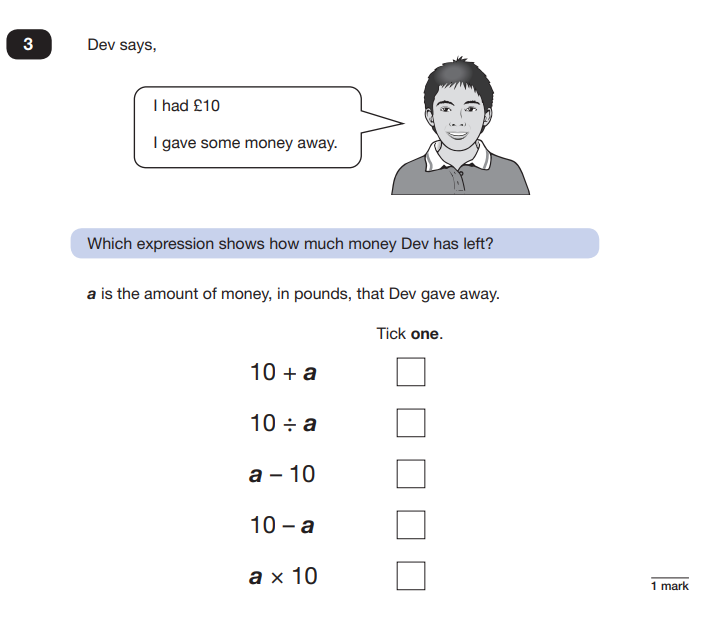 3
Dev says,
I had £10
I gave some money away.
Which expression shows how much money Dev has left?
a is the amount of money, in pounds, that Dev gave away.
Tick one.
10 + a
10 ÷ a
a − 10
10 − a
a × 10
1 mark